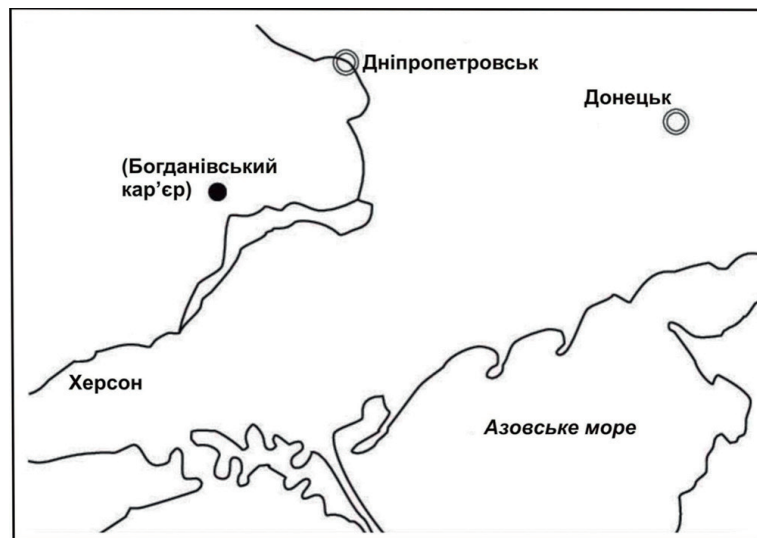 Дніпропетровськ
Донецьк
(Богданівський
кар’єр)
Херсон
Азовське море